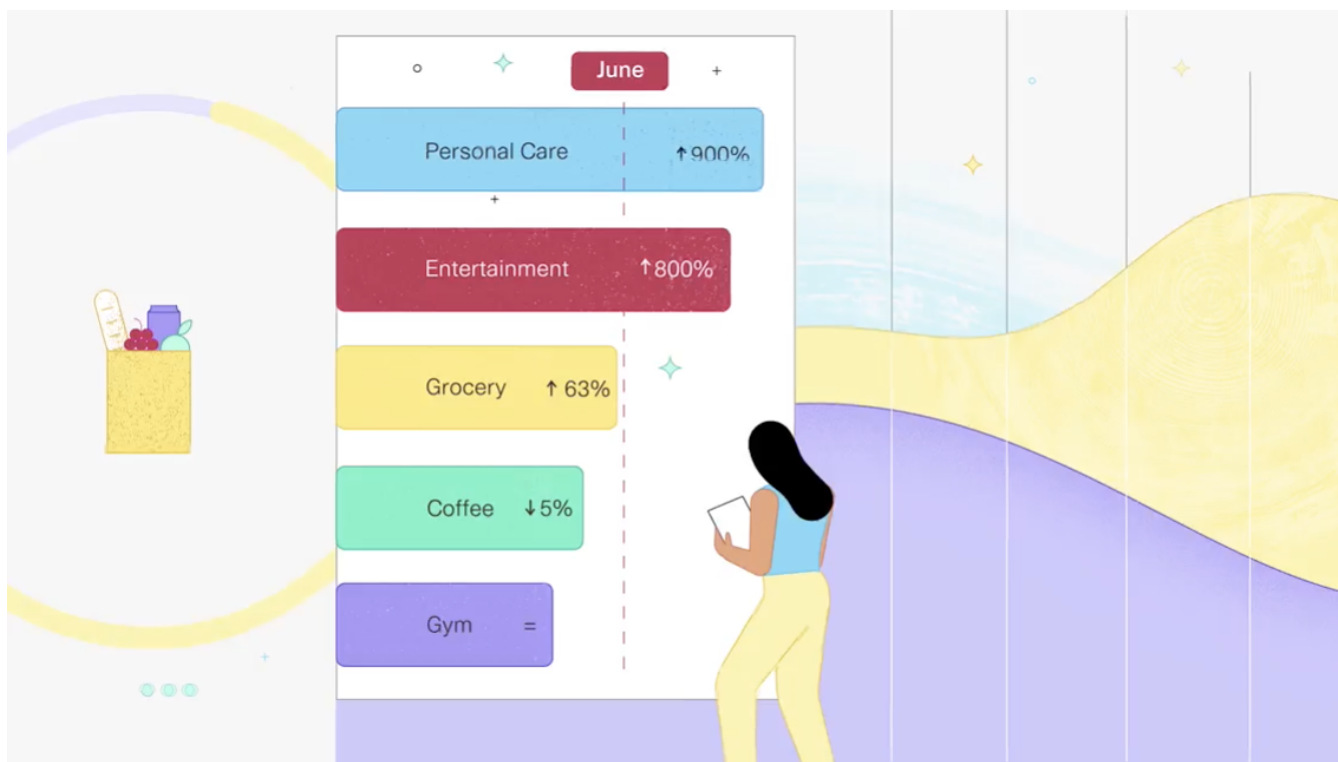 June
Personal Care ↑900%
Entertainment ↑800%
Grocery ↑ 63%
Coffee ↓5%
Gym =